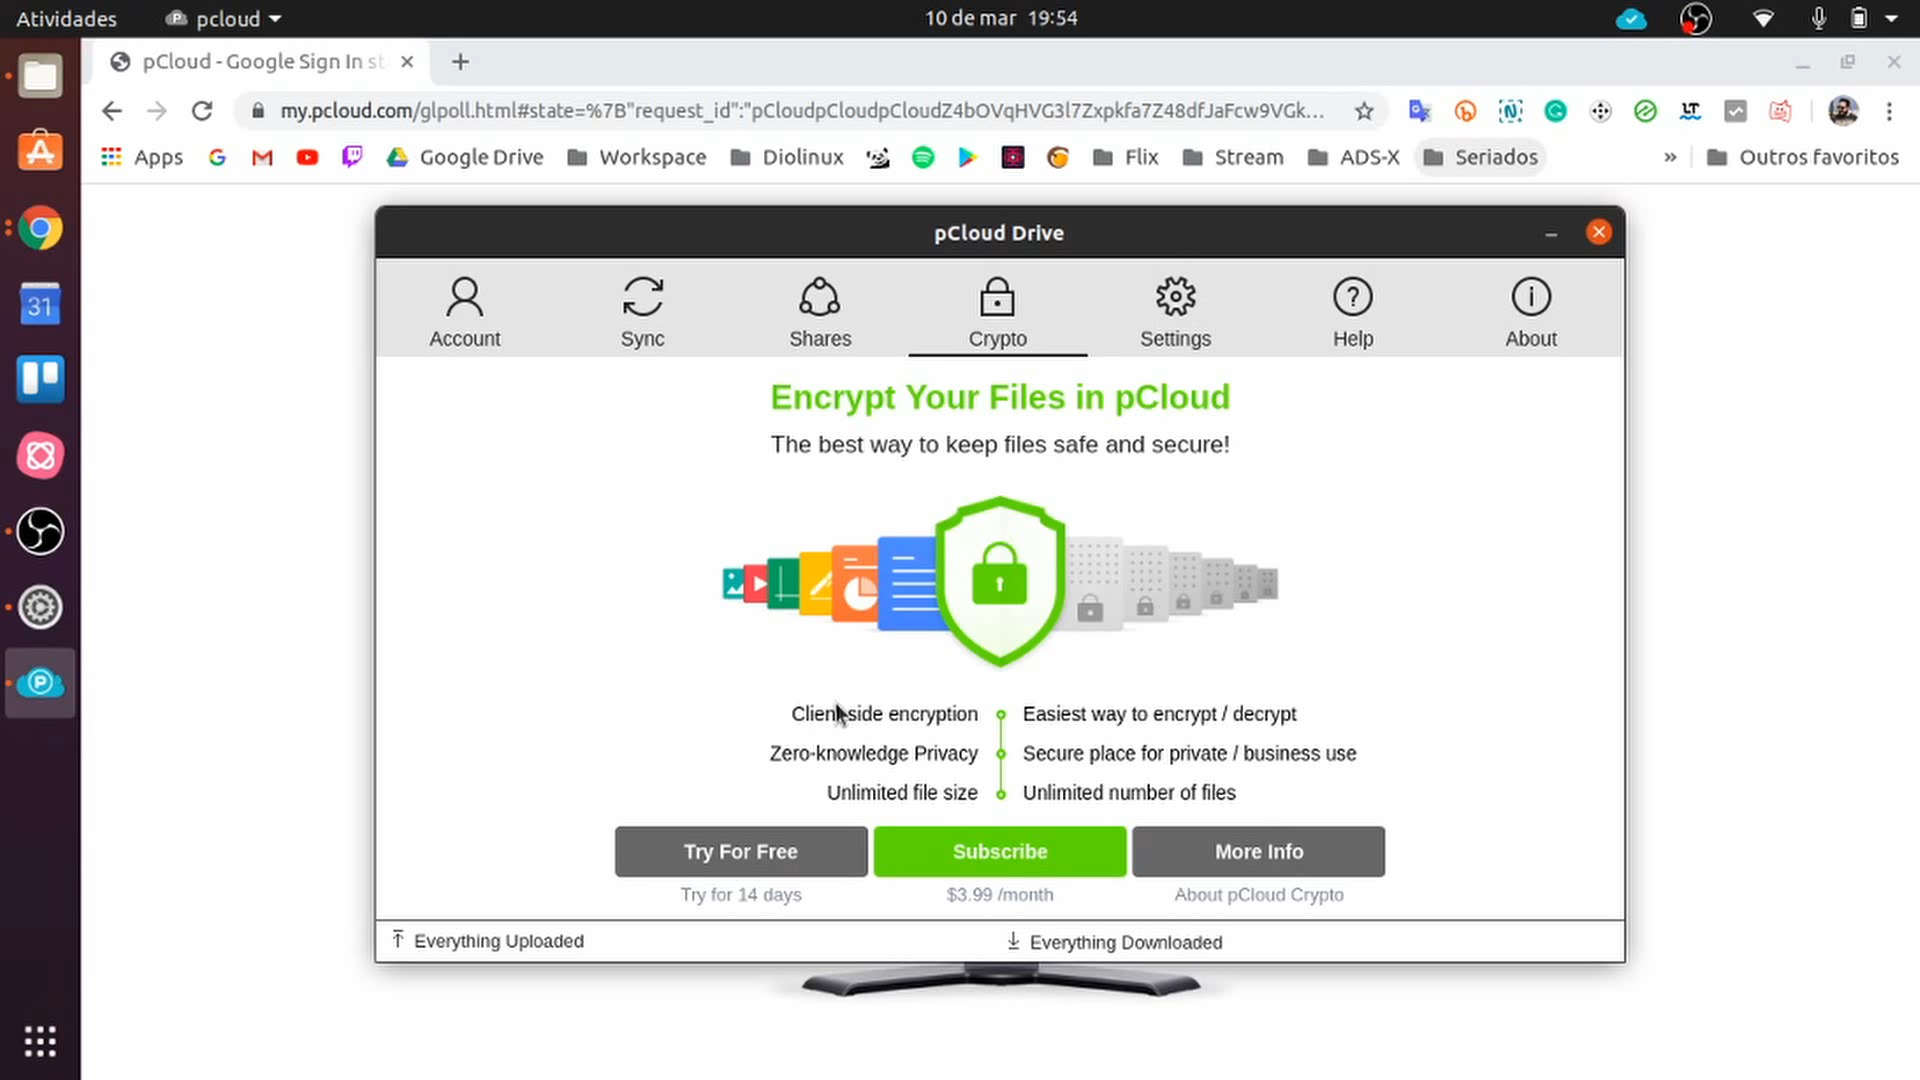 Atividades
pcloud
10 de mar 19:54
pCloud - Google Sign In st
my.pcloud.com/glpoll.html#state=%7B"request_id":"pCloudpCloudpCloudZ4bOVqHVG3l7Zxpkfa7Z48dfJaFcw9VGk...
Apps
Google Drive
Workspace
Diolinux
Flix
Stream
ADS-X
Seriados
»
Outros favoritos
31
pCloud Drive
Account
Sync
Shares
Crypto
Settings
Help
About
Encrypt Your Files in pCloud
The best way to keep files safe and secure!
Client-side encryption
Easiest way to encrypt / decrypt
Zero-knowledge Privacy
Secure place for private / business use
Unlimited file size
Unlimited number of files
Try For Free
Subscribe
More Info
Try for 14 days
$3.99 /month
About pCloud Crypto
Everything Uploaded
Everything Downloaded